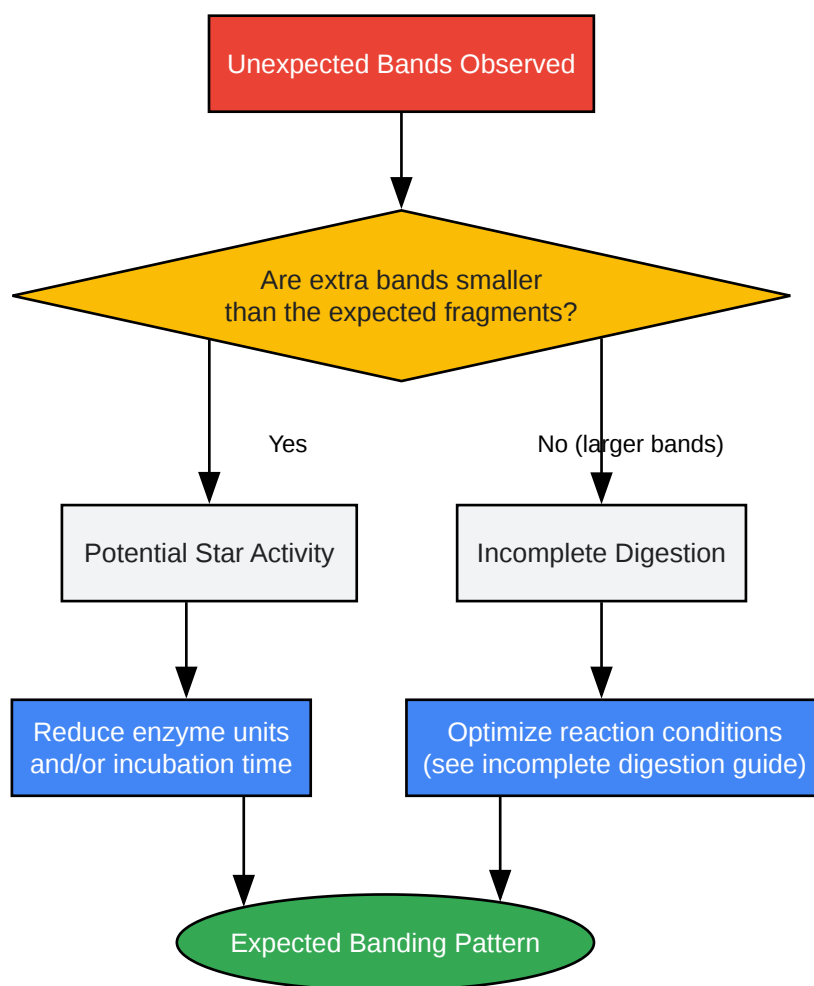 Unexpected Bands Observed
Are extra bands smaller
than the expected fragments?
Yes
No (larger bands)
Potential Star Activity
Incomplete Digestion
Reduce enzyme units
and/or incubation time
Optimize reaction conditions
(see incomplete digestion guide)
Expected Banding Pattern